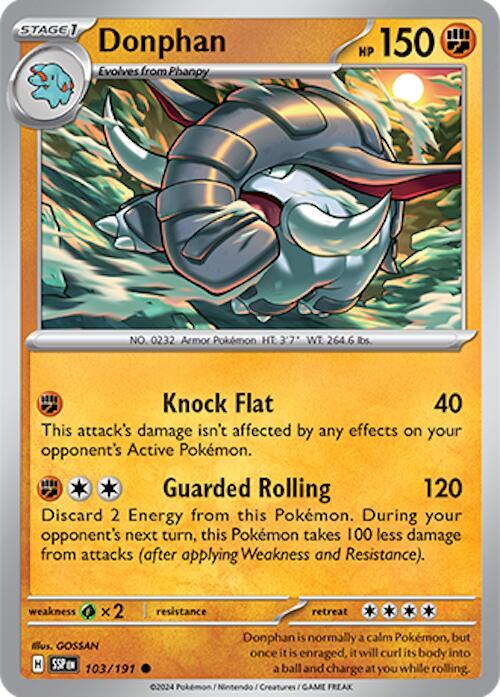 STAGE 1
Donphan
HP 150
Evolves from Phanpy
NO. 0232 Armor Pokémon HT: 3'7" WT: 264.6 lbs.
Knock Flat 40
This attack's damage isn't affected by any effects on your
opponent's Active Pokémon.
Guarded Rolling 120
Discard 2 Energy from this Pokémon. During your
opponent's next turn, this Pokémon takes 100 less damage
from attacks (after applying Weakness and Resistance).
weakness ×2 resistance retreat
Illus. GOSSAN
H SSP EN 103/191
Donphan is normally a calm Pokémon, but
once it is enraged, it will curl its body into
a ball and charge at you while rolling.
©2024 Pokémon / Nintendo / Creatures / GAME FREAK